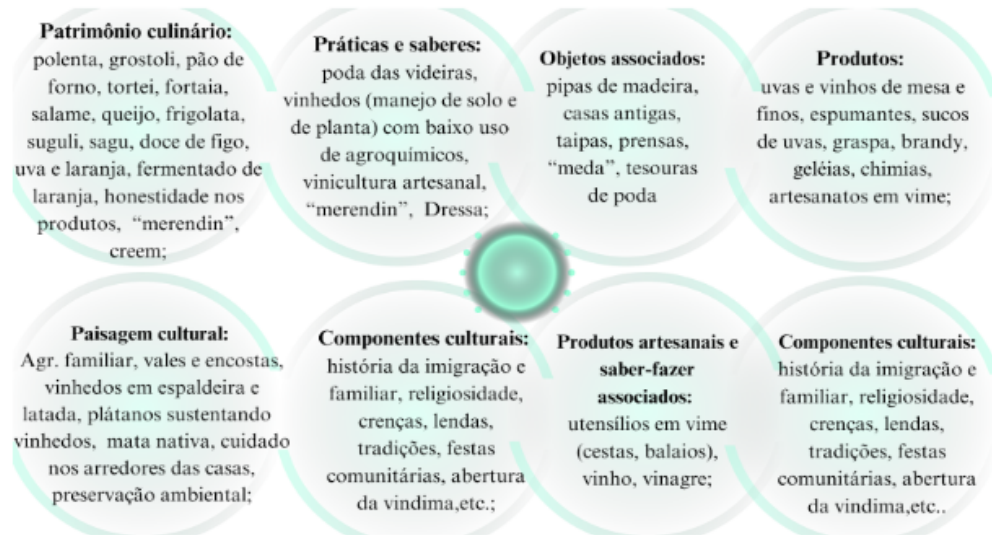 Patrimônio culinário:
polenta, grostoli, pão de
forno, tortei, fortaia,
salame, queijo, frigolata,
suguli, sagu, doce de figo,
uva e laranja, fermentado de
laranja, honestidade nos
produtos, “merendin”,
creem;
Práticas e saberes:
poda das videiras,
vinhedos (manejo de solo e
de planta) com baixo uso
de agroquímicos,
vinicultura artesanal,
“merendin”, Dressa;
Objetos associados:
pipas de madeira,
casas antigas,
taipas, prensas,
“meda”, tesouras
de poda
Produtos:
uvas e vinhos de mesa e
finos, espumantes, sucos
de uvas, graspa, brandy,
geléias, chimias,
artesanatos em vime;
Paisagem cultural:
Agr. familiar, vales e encostas,
vinhedos em espaldeira e
latada, plátanos sustentando
vinhedos, mata nativa, cuidado
nos arredores das casas,
preservação ambiental;
Componentes culturais:
história da imigração e
familiar, religiosidade,
crenças, lendas,
tradições, festas
comunitárias, abertura
da vindima,etc.;
Produtos artesanais e
saber-fazer
associados:
utensílios em vime
(cestas, balaios),
vinho, vinagre;
Componentes culturais:
história da imigração e
familiar, religiosidade,
crenças, lendas,
tradições, festas
comunitárias, abertura
da vindima,etc..